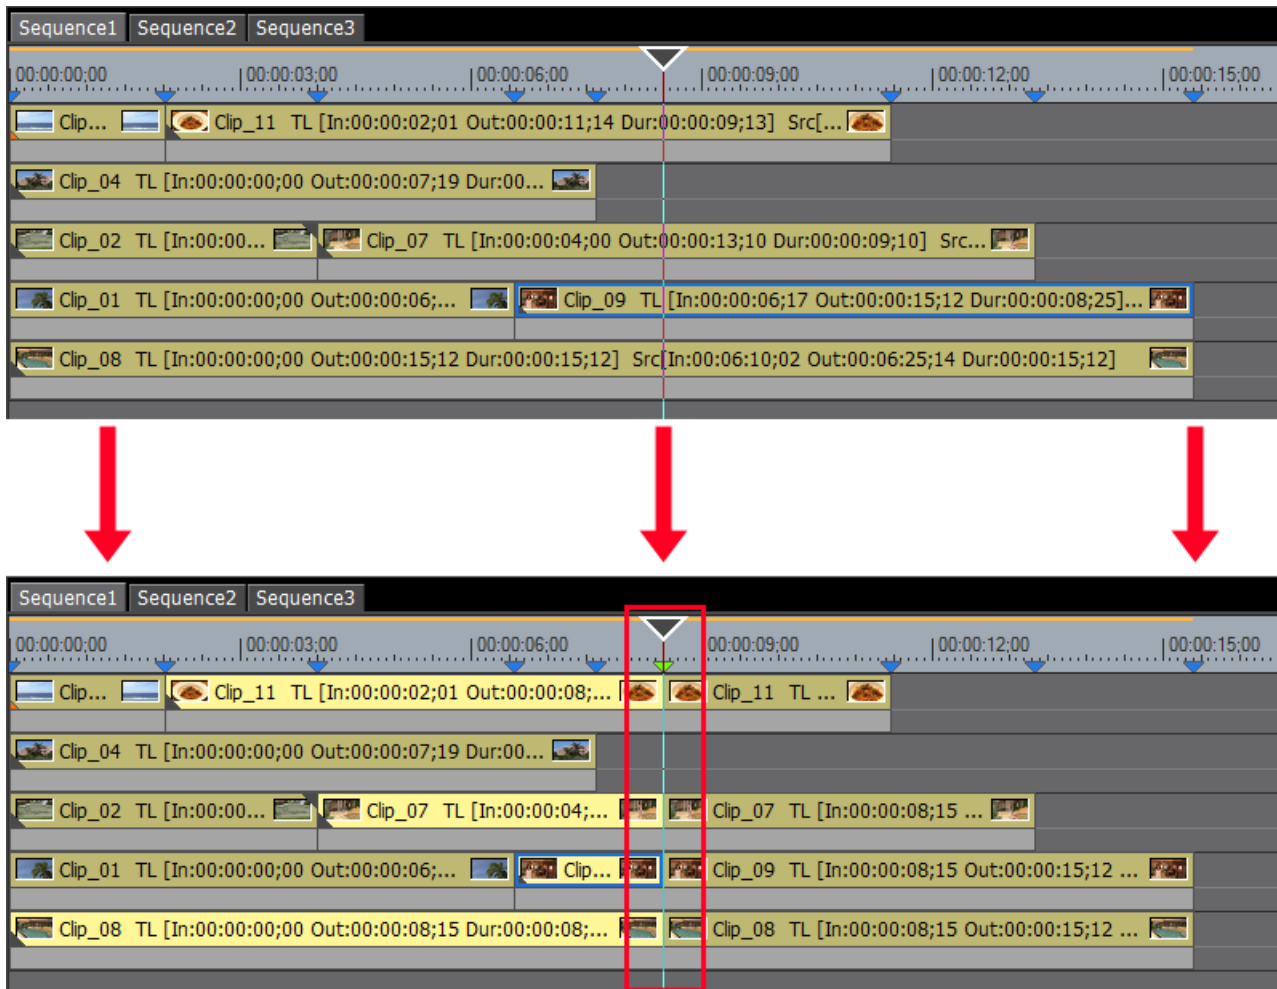 Sequence1 Sequence2 Sequence3
00:00:00;00 00:00:03;00 00:00:06;00 00:00:09;00 00:00:12;00 00:00:15;00
Clip... Clip_11 TL [In:00:00:02;01 Out:00:00:11;14 Dur:00:00:09;13] Src[...
Clip_04 TL [In:00:00:00;00 Out:00:00:07;19 Dur:00...
Clip_02 TL [In:00:00... Clip_07 TL [In:00:00:04;00 Out:00:00:13;10 Dur:00:00:09;10] Src...
Clip_01 TL [In:00:00:00;00 Out:00:00:06;... Clip_09 TL [In:00:00:06;17 Out:00:00:15;12 Dur:00:00:08;25]...
Clip_08 TL [In:00:00:00;00 Out:00:00:15;12 Dur:00:00:15;12] Src[In:00:06:10;02 Out:00:06:25;14 Dur:00:00:15;12]
Sequence1 Sequence2 Sequence3
00:00:00;00 00:00:03;00 00:00:06;00 00:00:09;00 00:00:12;00 00:00:15;00
Clip... Clip_11 TL [In:00:00:02;01 Out:00:00:08;... Clip_11 TL ...
Clip_04 TL [In:00:00:00;00 Out:00:00:07;19 Dur:00...
Clip_02 TL [In:00:00... Clip_07 TL [In:00:00:04;... Clip_07 TL [In:00:00:08;15 ...
Clip_01 TL [In:00:00:00;00 Out:00:00:06;... Clip... Clip_09 TL [In:00:00:08;15 Out:00:00:15;12 ...
Clip_08 TL [In:00:00:00;00 Out:00:00:08;15 Dur:00:00:08;... Clip_08 TL [In:00:00:08;15 Out:00:00:15;12 ...